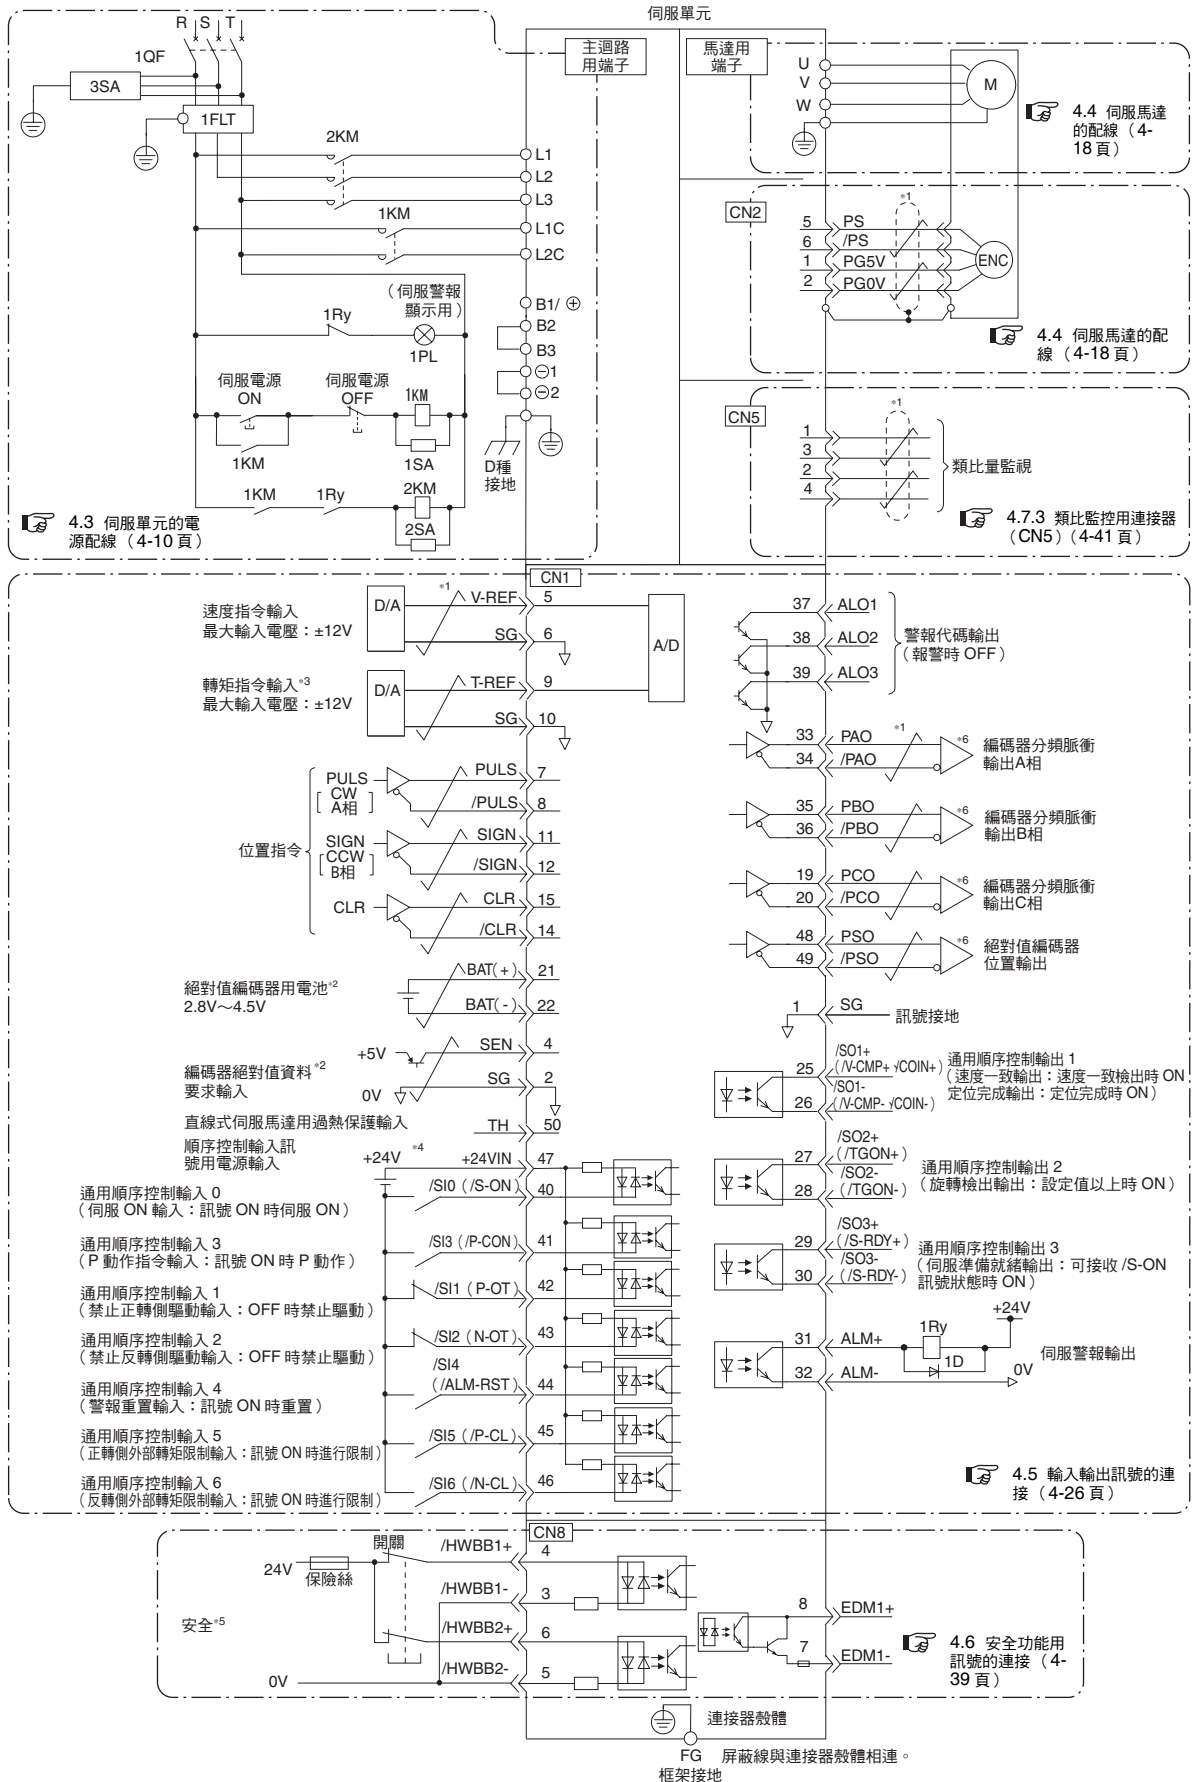 伺服單元
R S T
1QF
3SA
1FLT
主迴路
用端子
2KM
L1
L2
L3
1KM
L1C
L2C
B1/ ⊕
B2
B3
⊖1
⊖2
D種
接地
（伺服警報
顯示用）
1Ry
1PL
伺服電源
ON
伺服電源
OFF
1KM
1KM
1SA
1KM
1Ry
2KM
2SA
4.3 伺服單元的電
源配線（4-10 頁）
馬達用
端子
U
V
W
M
4.4 伺服馬達
的配線（4-
18 頁）
CN2
*1
5 PS
6 /PS
1 PG5V
2 PG0V
ENC
4.4 伺服馬達的配
線（4-18 頁）
CN5
*1
1
3
2
4
類比量監視
4.7.3 類比監控用連接器
（CN5）（4-41 頁）
CN1
速度指令輸入
最大輸入電壓：±12V
D/A
*1
V-REF 5
SG 6
A/D
轉矩指令輸入*3
最大輸入電壓：±12V
D/A
T-REF 9
SG 10
位置指令
PULS
CW
A相
PULS 7
/PULS 8
SIGN
CCW
B相
SIGN 11
/SIGN 12
CLR
CLR 15
/CLR 14
絕對值編碼器用電池*2
2.8V～4.5V
BAT(+) 21
BAT(-) 22
編碼器絕對值資料*2
要求輸入
+5V
0V
SEN 4
SG 2
直線式伺服馬達用過熱保護輸入
TH 50
順序控制輸入訊
號用電源輸入
+24V *4
+24VIN 47
通用順序控制輸入 0
（伺服 ON 輸入：訊號 ON 時伺服 ON）
/SI0（/S-ON） 40
通用順序控制輸入 3
（P 動作指令輸入：訊號 ON 時 P 動作）
/SI3（/P-CON） 41
通用順序控制輸入 1
（禁止正轉側驅動輸入：OFF 時禁止驅動）
/SI1（P-OT） 42
通用順序控制輸入 2
（禁止反轉側驅動輸入：OFF 時禁止驅動）
/SI2（N-OT） 43
通用順序控制輸入 4
（警報重置輸入：訊號 ON 時重置）
/SI4
（/ALM-RST） 44
通用順序控制輸入 5
（正轉側外部轉矩限制輸入：訊號 ON 時進行限制）
/SI5（/P-CL） 45
通用順序控制輸入 6
（反轉側外部轉矩限制輸入：訊號 ON 時進行限制）
/SI6（/N-CL） 46
37 ALO1
38 ALO2
39 ALO3
警報代碼輸出
（報警時 OFF）
33 PAO
34 /PAO
*1
*6
編碼器分頻脈衝
輸出A相
35 PBO
36 /PBO
*6
編碼器分頻脈衝
輸出B相
19 PCO
20 /PCO
*6
編碼器分頻脈衝
輸出C相
48 PSO
49 /PSO
*6
絕對值編碼器
位置輸出
1 SG
訊號接地
25 /SO1+
（/V-CMP+ √COIN+）
/SO1-
26 （/V-CMP- √COIN-）
通用順序控制輸出 1
（速度一致輸出：速度一致檢出時 ON
定位完成輸出：定位完成時 ON）
27 /SO2+
（/TGON+）
/SO2-
28 （/TGON-）
通用順序控制輸出 2
（旋轉檢出輸出：設定值以上時 ON）
29 /SO3+
（/S-RDY+）
/SO3-
30 （/S-RDY-）
通用順序控制輸出 3
（伺服準備就緒輸出：可接收 /S-ON
訊號狀態時 ON）
+24V
31 ALM+
1Ry
1D
32 ALM-
0V
伺服警報輸出
4.5 輸入輸出訊號的連
接（4-26 頁）
CN8
開關
24V
保險絲
安全*5
0V
/HWBB1+ 4
/HWBB1- 3
/HWBB2+ 6
/HWBB2- 5
8 EDM1+
7 EDM1-
4.6 安全功能用
訊號的連接（4-
39 頁）
連接器殼體
FG 屏蔽線與連接器殼體相連。
框架接地